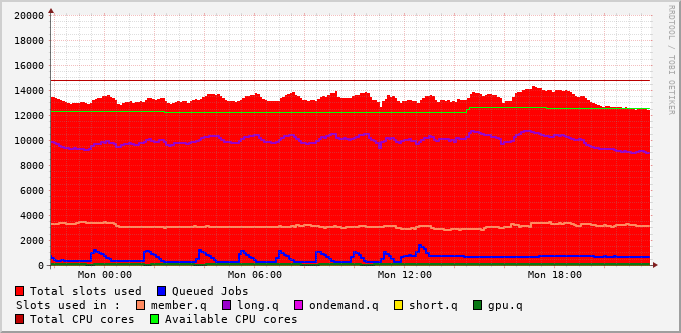 20000
18000
16000
14000
12000
10000
8000
6000
4000
2000
0
Mon 00:00 Mon 06:00 Mon 12:00 Mon 18:00
RRDTOOL / TOBI OETIKER
Total slots used Queued Jobs
Slots used in : member.q long.q ondemand.q short.q gpu.q
Total CPU cores Available CPU cores